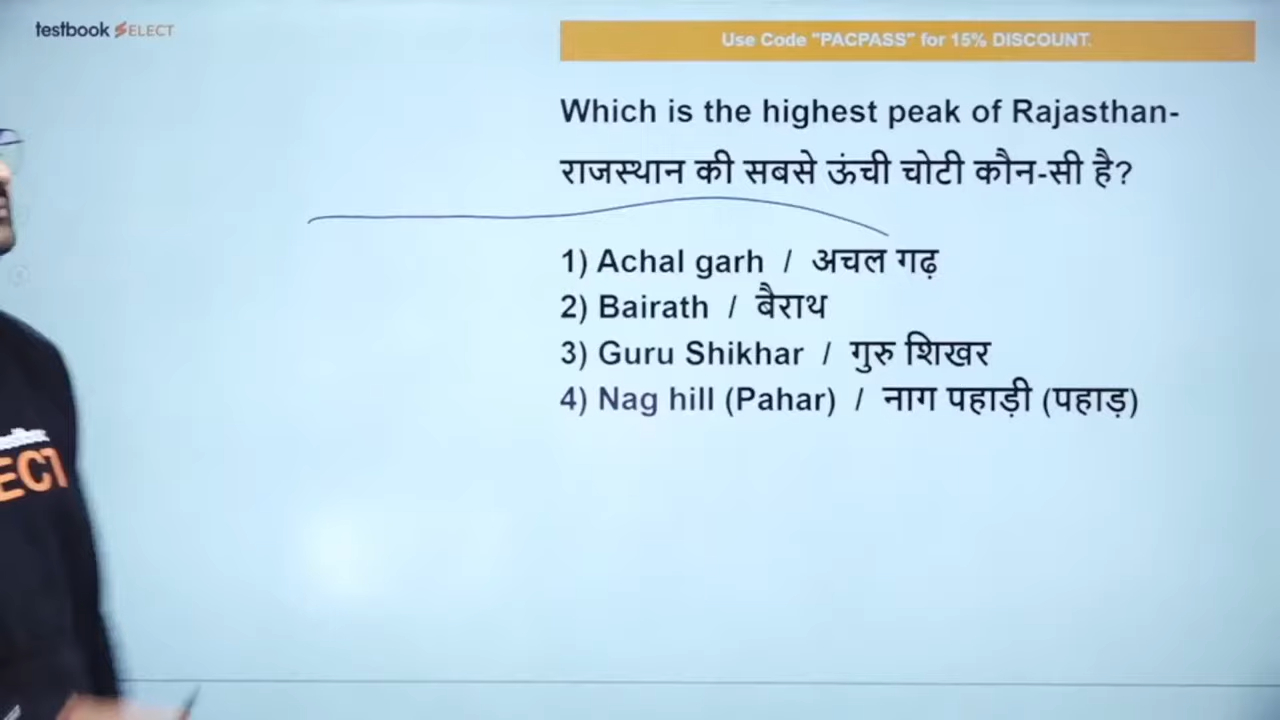 testbook SELECT
Use Code "PACPASS" for 15% DISCOUNT.
Which is the highest peak of Rajasthan-
राजस्थान की सबसे ऊंची चोटी कौन-सी है?
1) Achal garh / अचल गढ़
2) Bairath / बैराथ
3) Guru Shikhar / गुरु शिखर
4) Nag hill (Pahar) / नाग पहाड़ी (पहाड़)
ECT